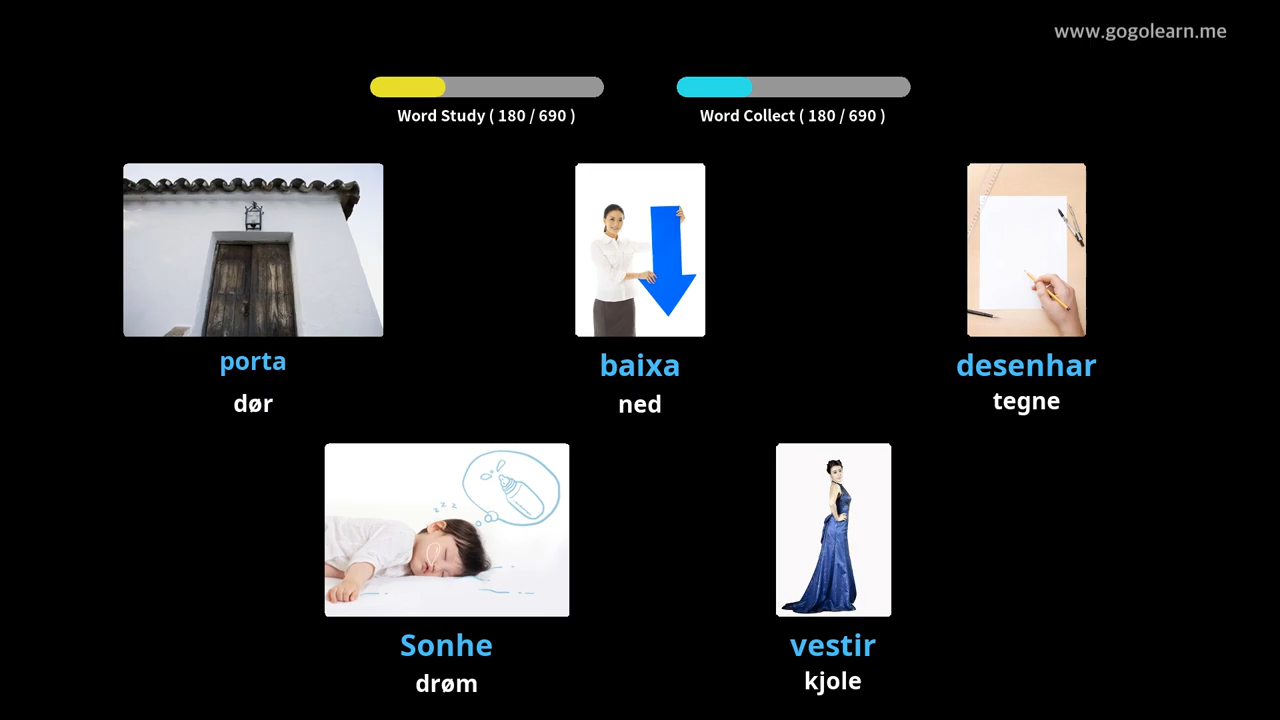 www.gogolearn.me
Word Study ( 180 / 690 )
Word Collect ( 180 / 690 )
porta
dør
baixa
ned
desenhar
tegne
Sonhe
drøm
vestir
kjole